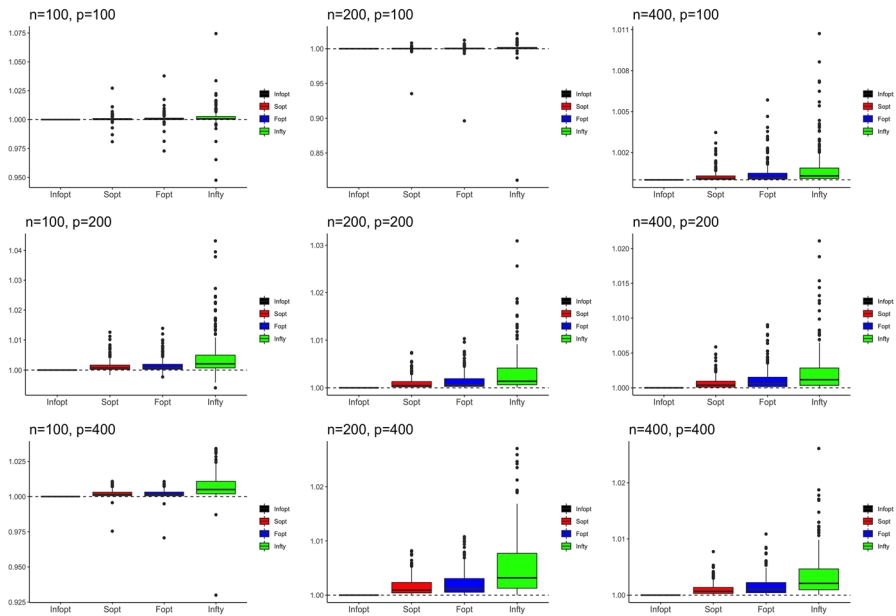 n=100, p=100
1.075
1.050
1.025
1.000
0.975
0.950
Infopt Sopt Fopt Infty
Infopt
Sopt
Fopt
Infty
n=200, p=100
1.00
0.95
0.90
0.85
Infopt Sopt Fopt Infty
Infopt
Sopt
Fopt
Infty
n=400, p=100
1.011
1.008
1.005
1.002
Infopt Sopt Fopt Infty
Infopt
Sopt
Fopt
Infty
n=100, p=200
1.04
1.03
1.02
1.01
1.00
Infopt Sopt Fopt Infty
Infopt
Sopt
Fopt
Infty
n=200, p=200
1.03
1.02
1.01
1.00
Infopt Sopt Fopt Infty
Infopt
Sopt
Fopt
Infty
n=400, p=200
1.020
1.015
1.010
1.005
1.000
Infopt Sopt Fopt Infty
Infopt
Sopt
Fopt
Infty
n=100, p=400
1.025
1.000
0.975
0.950
0.925
Infopt Sopt Fopt Infty
Infopt
Sopt
Fopt
Infty
n=200, p=400
1.02
1.01
1.00
Infopt Sopt Fopt Infty
Infopt
Sopt
Fopt
Infty
n=400, p=400
1.02
1.01
1.00
Infopt Sopt Fopt Infty
Infopt
Sopt
Fopt
Infty